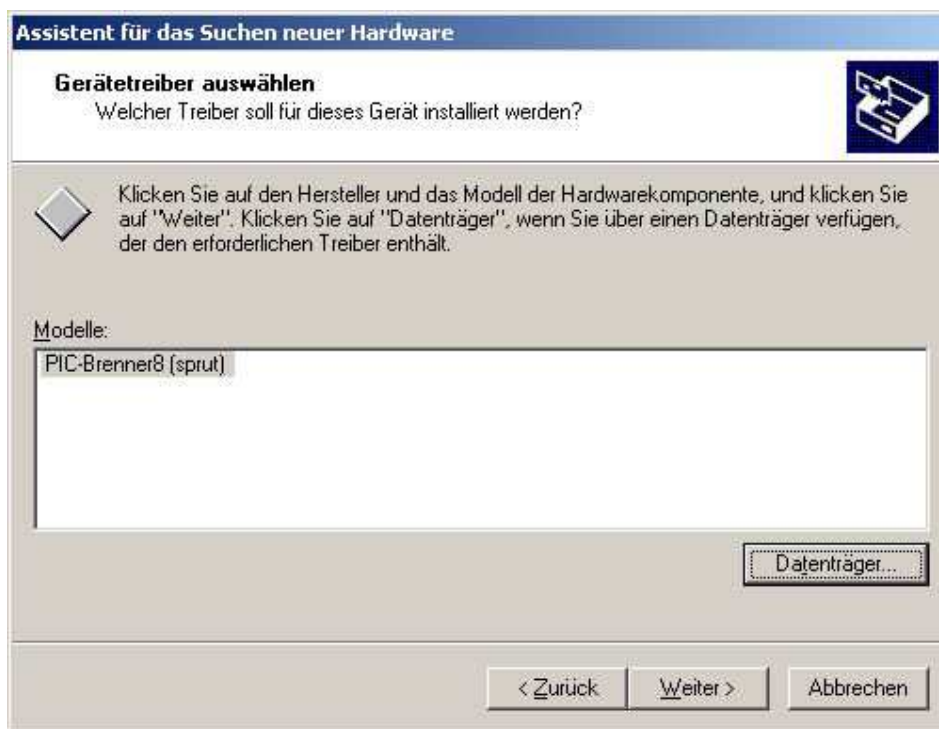 Assistent für das Suchen neuer Hardware
Gerätetreiber auswählen
Welcher Treiber soll für dieses Gerät installiert werden?
Klicken Sie auf den Hersteller und das Modell der Hardwarekomponente, und klicken Sie
auf "Weiter". Klicken Sie auf "Datenträger", wenn Sie über einen Datenträger verfügen,
der den erforderlichen Treiber enthält.
Modelle:
PIC-Brenner8 (sprut)
Datenträger...
< Zurück Weiter > Abbrechen